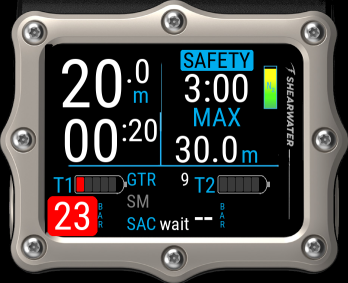 20.0 m
00:20
SAFETY
3:00
MAX
30.0m
SHEARWATER
T1 GTR 9 T2
SM
23 BAR
SAC wait -- BAR